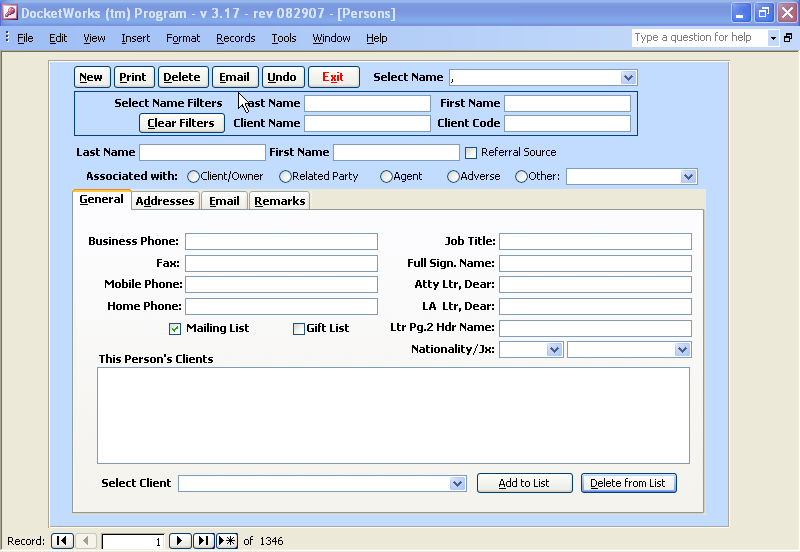 DocketWorks (tm) Program - v 3.17 - rev 082907 - [Persons]
File Edit View Insert Format Records Tools Window Help Type a question for help
New Print Delete Email Undo Exit Select Name ,
Select Name Filters Last Name First Name
Clear Filters Client Name Client Code
Last Name First Name Referral Source
Associated with: Client/Owner Related Party Agent Adverse Other:
General Addresses Email Remarks
Business Phone: Job Title:
Fax: Full Sign. Name:
Mobile Phone: Atty Ltr, Dear:
Home Phone: LA Ltr, Dear:
Mailing List Gift List Ltr Pg.2 Hdr Name:
Nationality/Jx:
This Person's Clients
Select Client Add to List Delete from List
Record: 1 of 1346